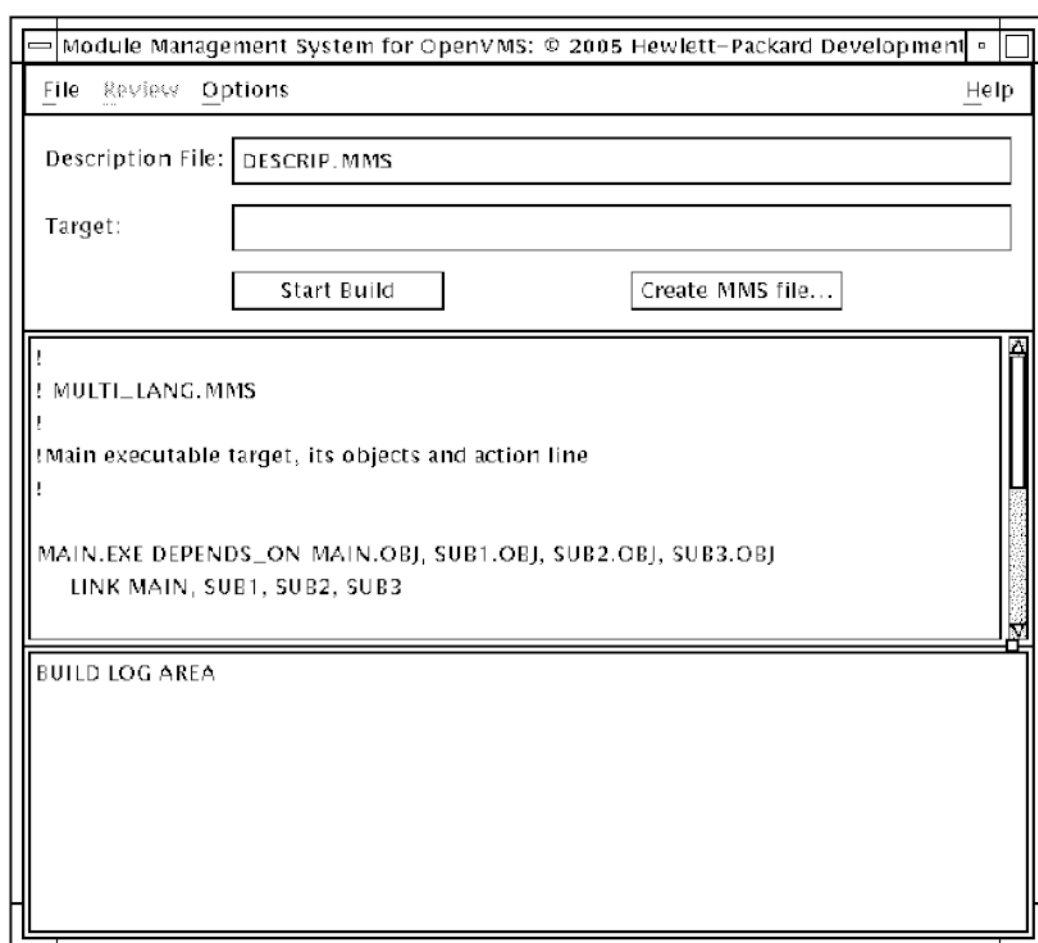 Module Management System for OpenVMS: © 2005 Hewlett-Packard Development
File Review Options Help
Description File: DESCRIP.MMS
Target:
Start Build Create MMS file...
!
! MULTI_LANG.MMS
!
!Main executable target, its objects and action line
!
MAIN.EXE DEPENDS_ON MAIN.OBJ, SUB1.OBJ, SUB2.OBJ, SUB3.OBJ
LINK MAIN, SUB1, SUB2, SUB3
BUILD LOG AREA